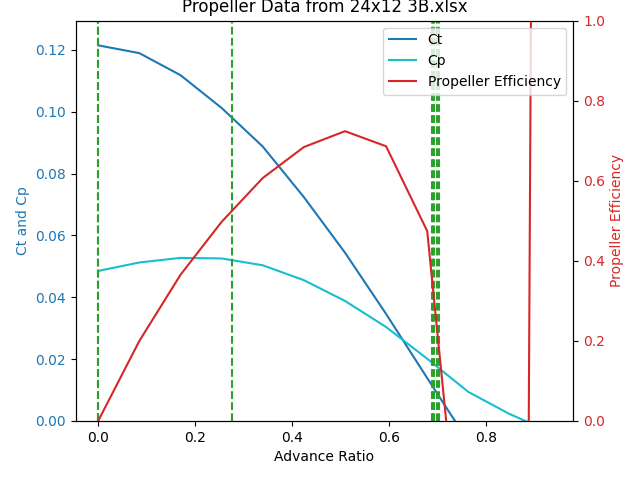 Propeller Data from 24x12 3B.xlsx
Ct
Cp
Propeller Efficiency
Ct and Cp
0.12
0.10
0.08
0.06
0.04
0.02
0.00
1.0
0.8
0.6
0.4
0.2
0.0
Propeller Efficiency
0.0 0.2 0.4 0.6 0.8
Advance Ratio